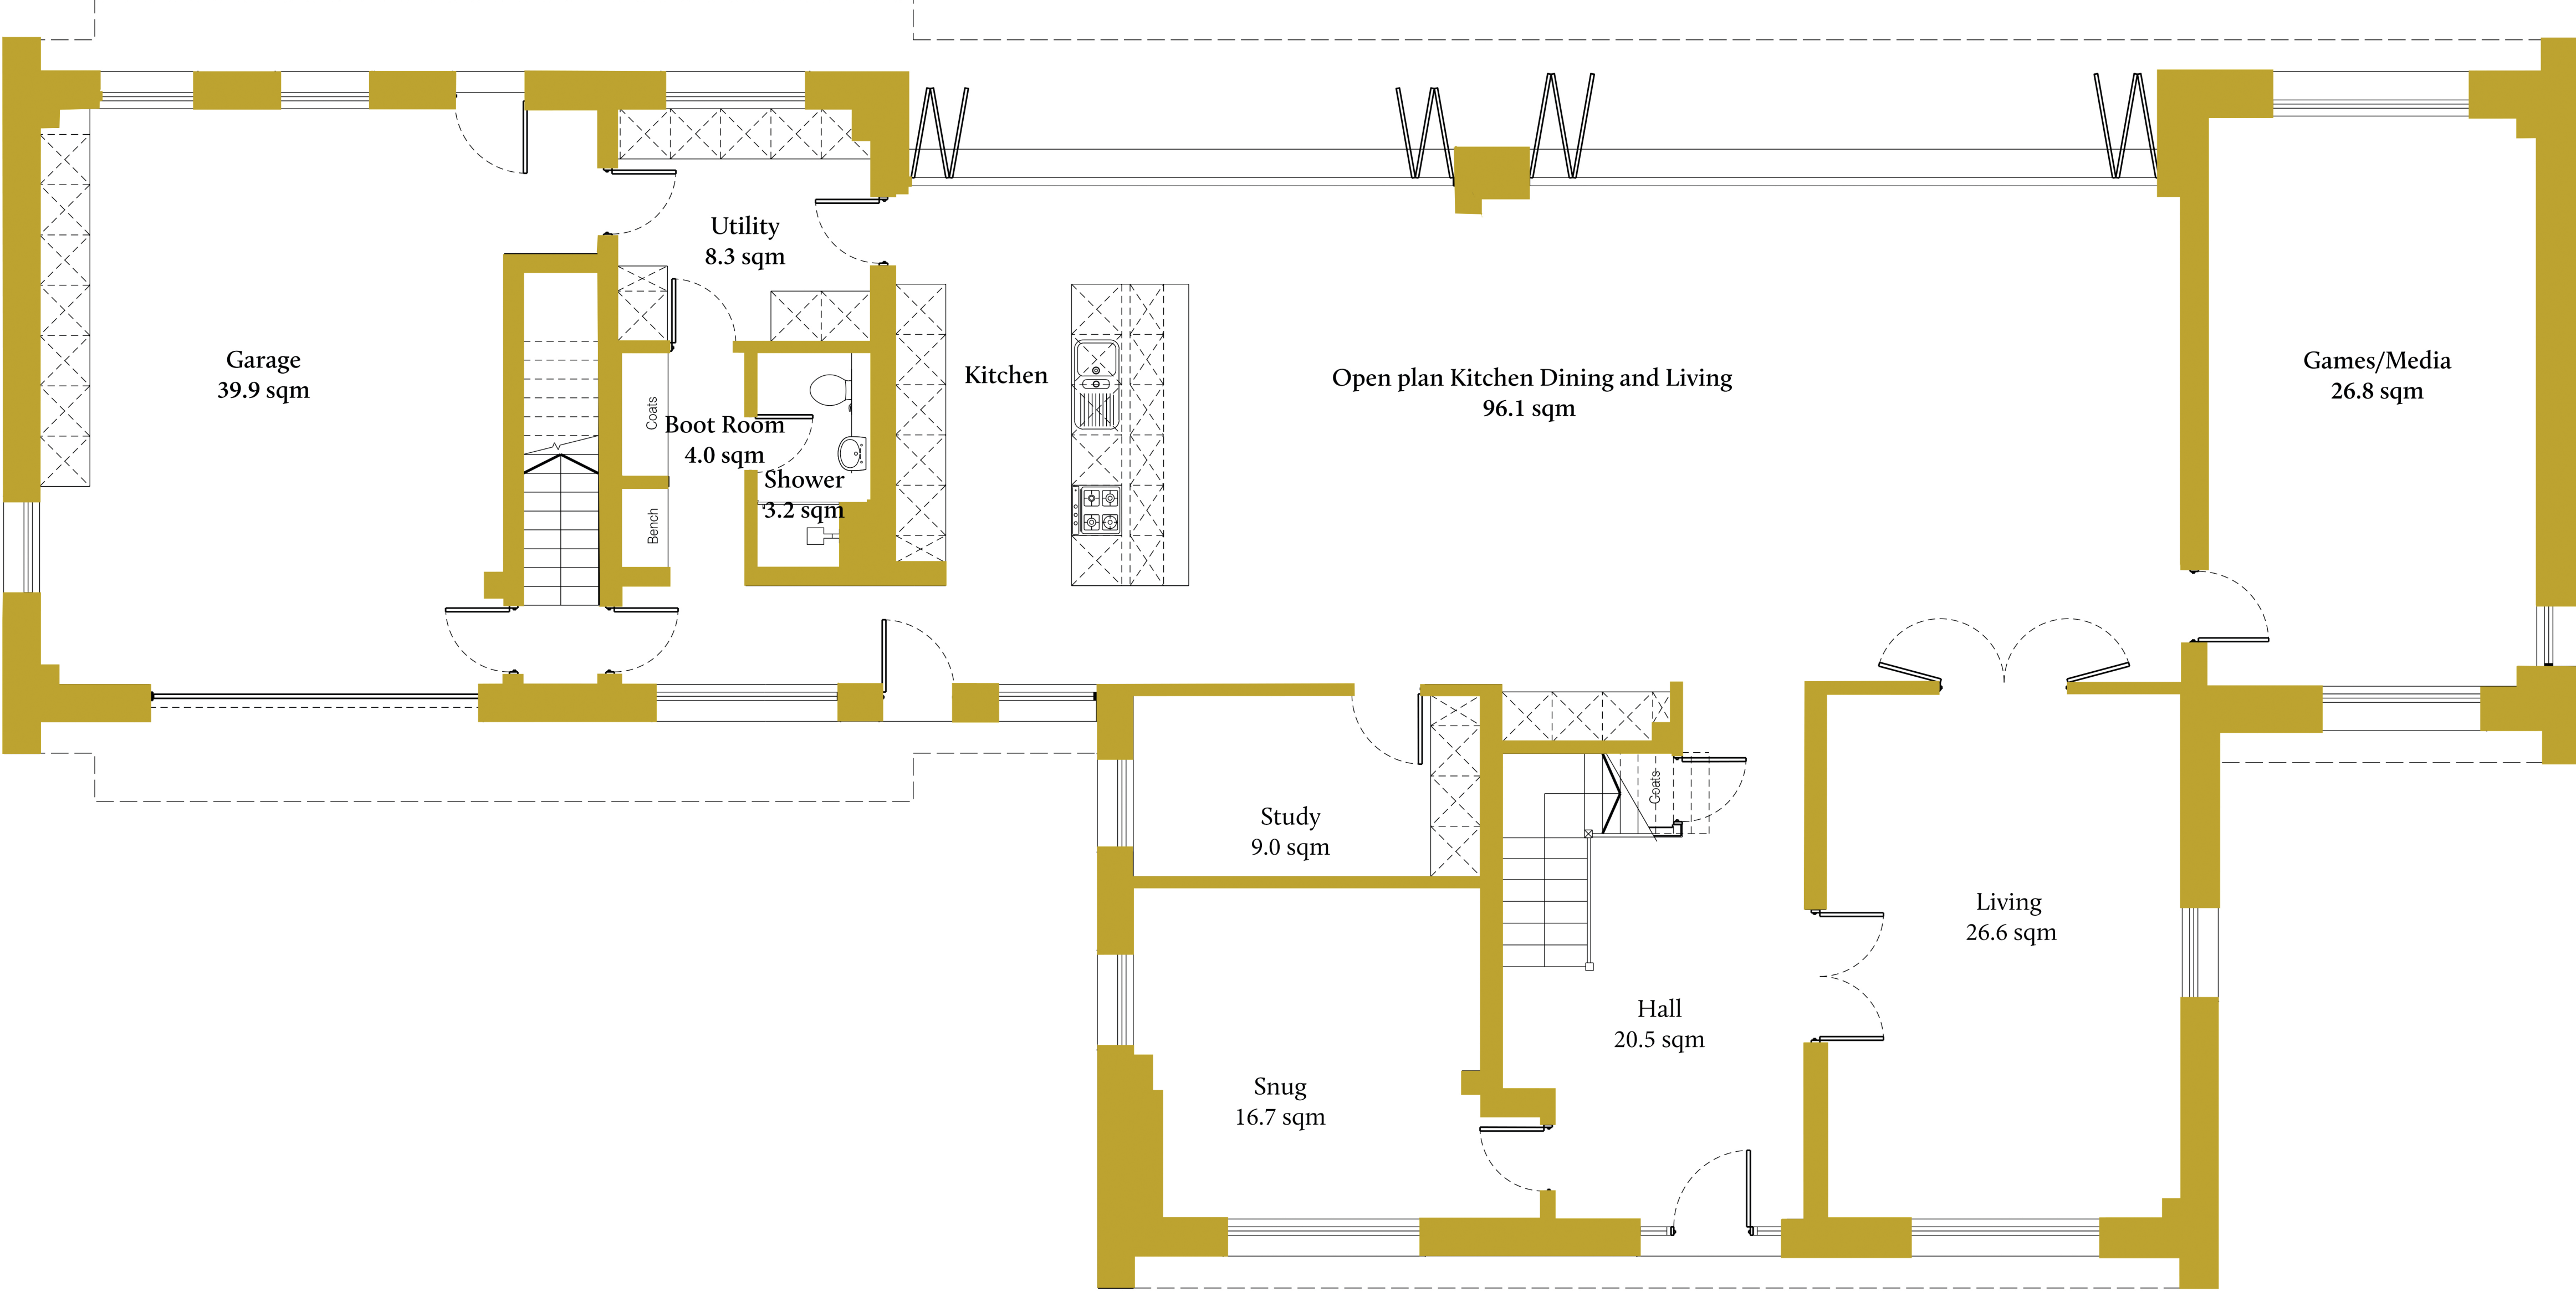 Utility
8.3 sqm
Garage
39.9 sqm
Coats
Boot Room
4.0 sqm
Shower
3.2 sqm
Bench
Kitchen
Open plan Kitchen Dining and Living
96.1 sqm
Games/Media
26.8 sqm
Study
9.0 sqm
Coats
Living
26.6 sqm
Hall
20.5 sqm
Snug
16.7 sqm